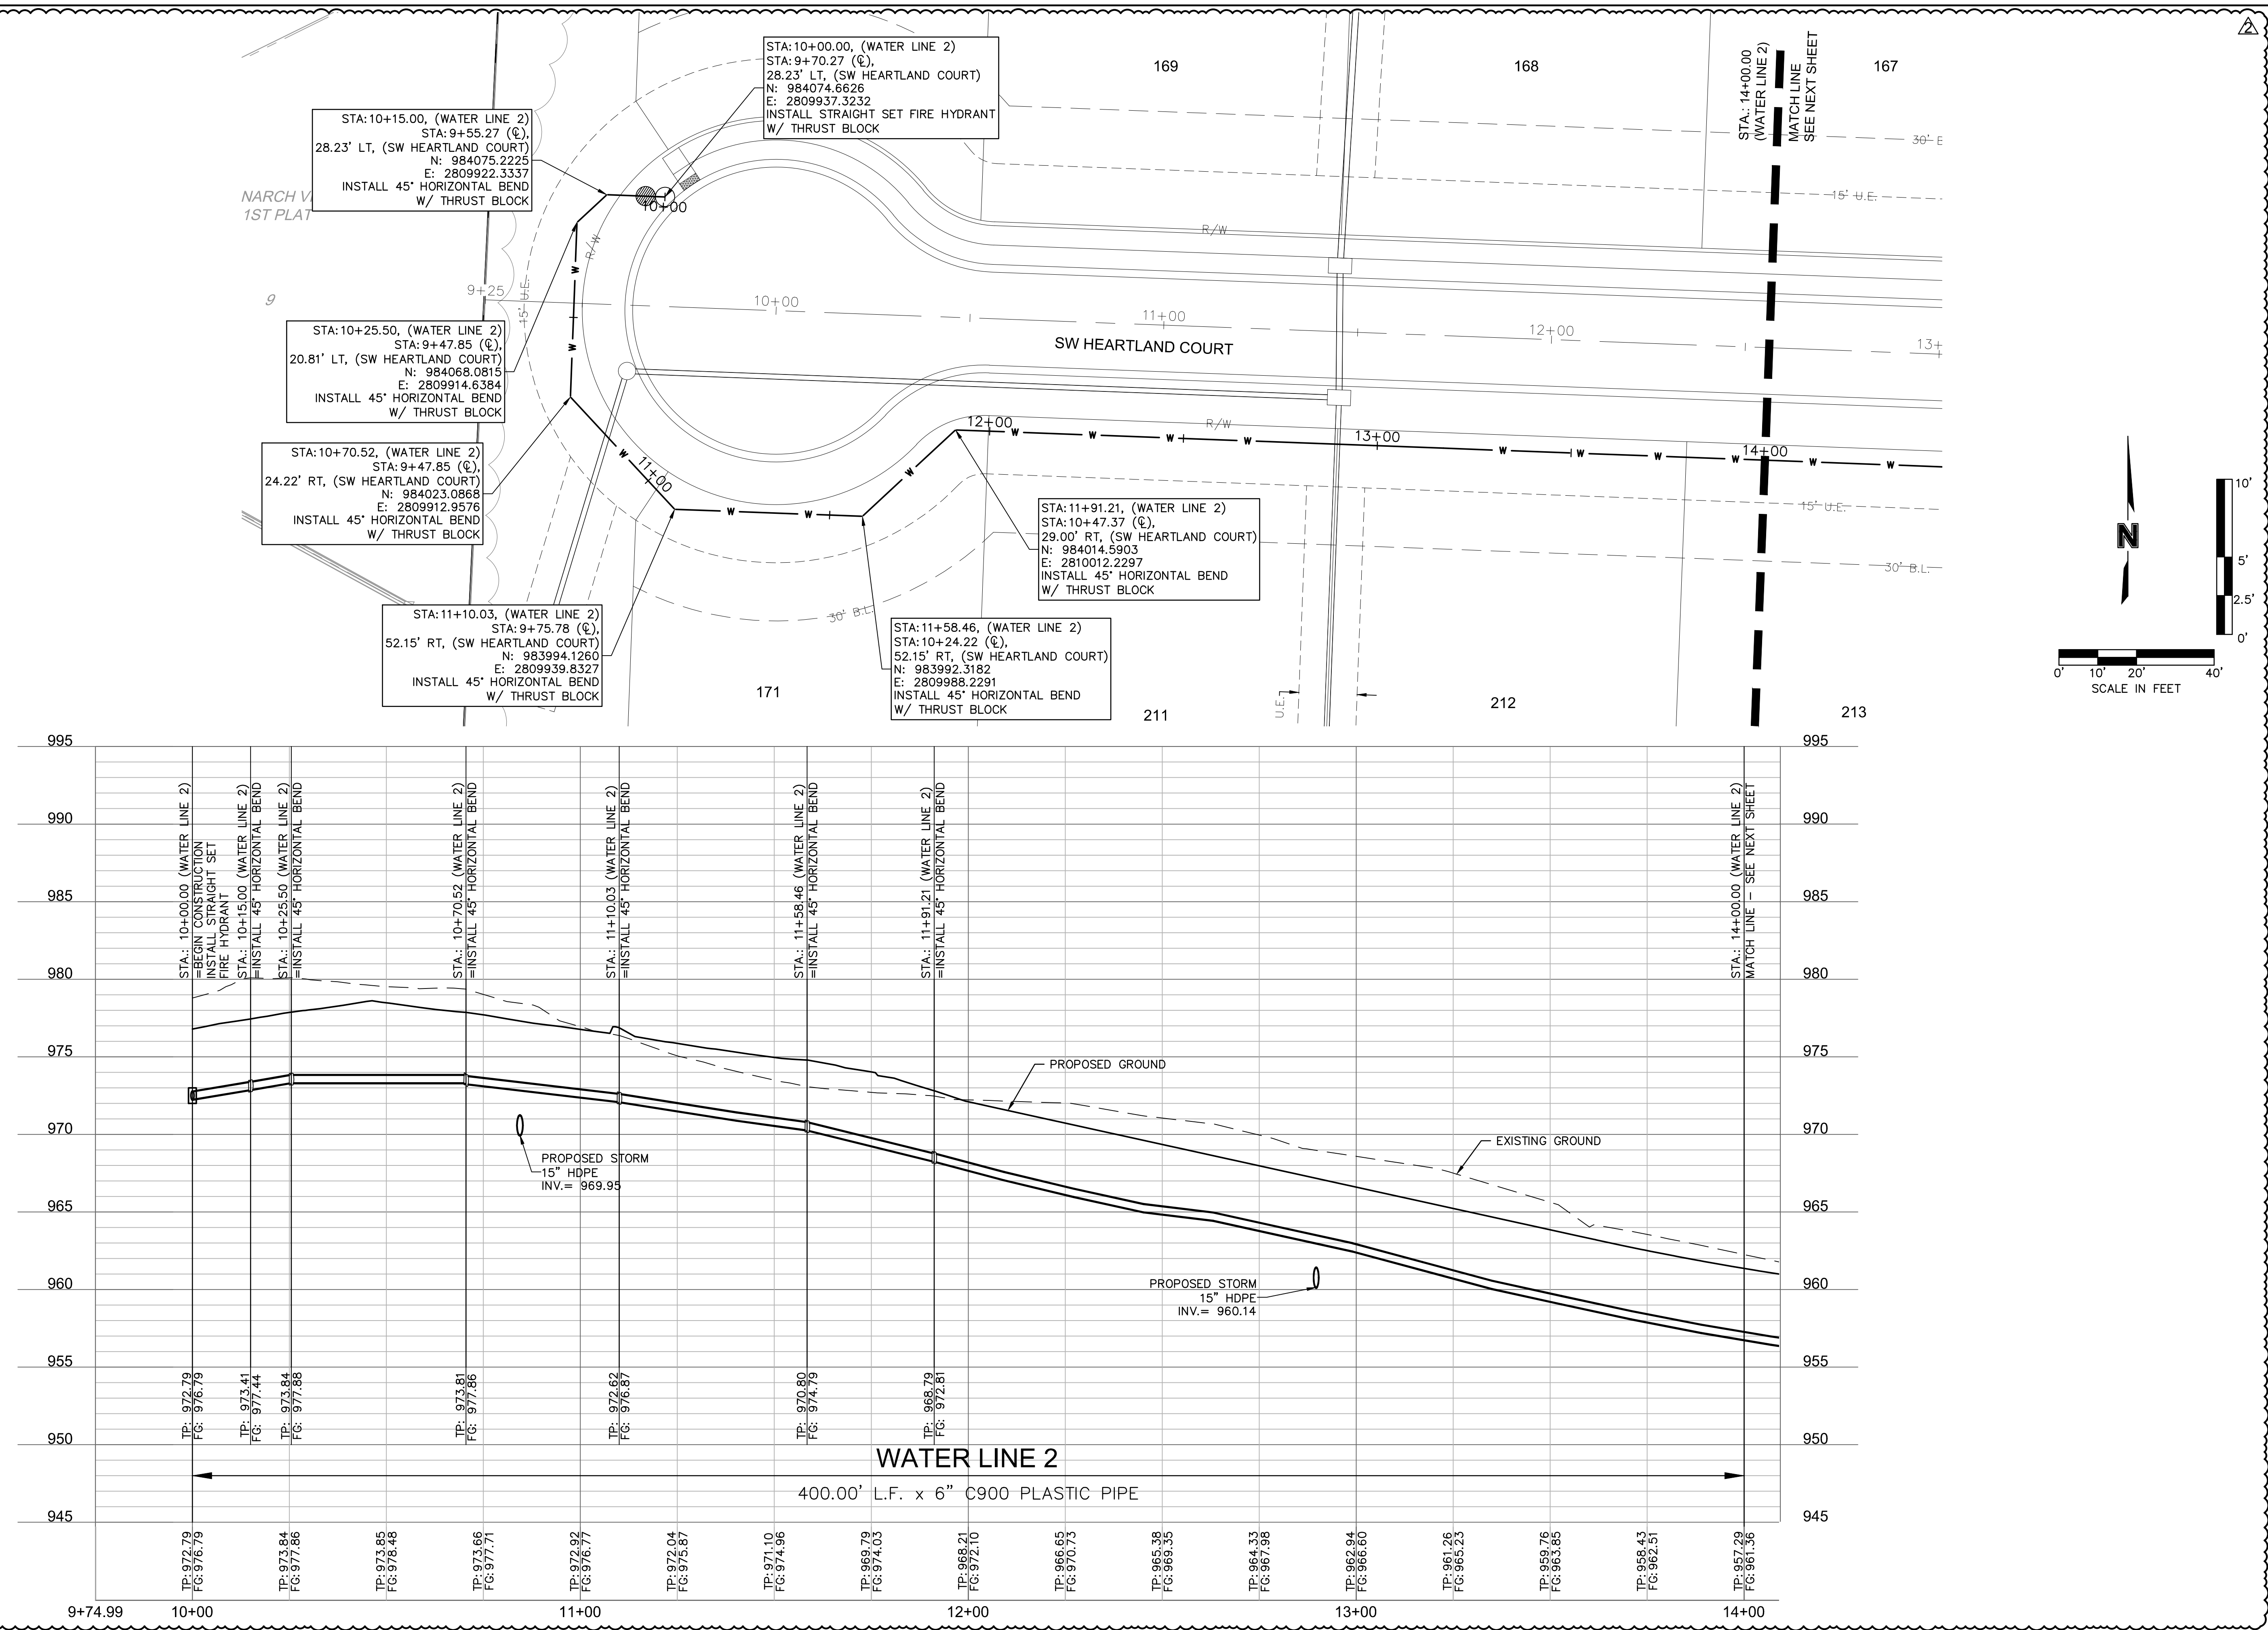 2
STA:10+00.00, (WATER LINE 2)
STA:9+70.27 (℄),
28.23' LT, (SW HEARTLAND COURT)
N: 984074.6626
E: 2809937.3232
INSTALL STRAIGHT SET FIRE HYDRANT
W/ THRUST BLOCK
169
168
167
STA.: 14+00.00
(WATER LINE 2)
MATCH LINE
SEE NEXT SHEET
STA:10+15.00, (WATER LINE 2)
STA:9+55.27 (℄),
28.23' LT, (SW HEARTLAND COURT)
N: 984075.2225
E: 2809922.3337
INSTALL 45° HORIZONTAL BEND
W/ THRUST BLOCK
30' B
15' U.E.
NARCH V
1ST PLAT
10+00
R/W
R/W
9
9+25
15' U.E.
10+00
11+00
12+00
13+
SW HEARTLAND COURT
STA:10+25.50, (WATER LINE 2)
STA:9+47.85 (℄),
20.81' LT, (SW HEARTLAND COURT)
N: 984068.0815
E: 2809914.6384
INSTALL 45° HORIZONTAL BEND
W/ THRUST BLOCK
W W W W W W W W W W W W W W W W
12+00
R/W
13+00
14+00
11+00
STA:10+70.52, (WATER LINE 2)
STA:9+47.85 (℄),
24.22' RT, (SW HEARTLAND COURT)
N: 984023.0868
E: 2809912.9576
INSTALL 45° HORIZONTAL BEND
W/ THRUST BLOCK
STA:11+91.21, (WATER LINE 2)
STA:10+47.37 (℄),
29.00' RT, (SW HEARTLAND COURT)
N: 984014.5903
E: 2810012.2297
INSTALL 45° HORIZONTAL BEND
W/ THRUST BLOCK
15' U.E.
30' B.L.
N
10'
5'
2.5'
0'
0' 10' 20' 40'
SCALE IN FEET
30' B.L.
STA:11+10.03, (WATER LINE 2)
STA:9+75.78 (℄),
52.15' RT, (SW HEARTLAND COURT)
N: 983994.1260
E: 2809939.8327
INSTALL 45° HORIZONTAL BEND
W/ THRUST BLOCK
STA:11+58.46, (WATER LINE 2)
STA:10+24.22 (℄),
52.15' RT, (SW HEARTLAND COURT)
N: 983992.3182
E: 2809988.2291
INSTALL 45° HORIZONTAL BEND
W/ THRUST BLOCK
171
211
U.E.
212
213
995 995
990 990
985 985
980 980
975 975
970 970
965 965
960 960
955 955
950 950
945 945
STA.: 10+00.00 (WATER LINE 2)
=BEGIN CONSTRUCTION
INSTALL STRAIGHT SET
FIRE HYDRANT
STA.: 10+15.00 (WATER LINE 2)
=INSTALL 45° HORIZONTAL BEND
STA.: 10+25.50 (WATER LINE 2)
=INSTALL 45° HORIZONTAL BEND
STA.: 10+70.52 (WATER LINE 2)
=INSTALL 45° HORIZONTAL BEND
STA.: 11+10.03 (WATER LINE 2)
=INSTALL 45° HORIZONTAL BEND
STA.: 11+58.46 (WATER LINE 2)
=INSTALL 45° HORIZONTAL BEND
STA.: 11+91.21 (WATER LINE 2)
=INSTALL 45° HORIZONTAL BEND
STA.: 14+00.00 (WATER LINE 2)
MATCH LINE – SEE NEXT SHEET
PROPOSED GROUND
EXISTING GROUND
PROPOSED STORM
15" HDPE
INV.= 969.95
PROPOSED STORM
15" HDPE
INV.= 960.14
TP: 972.79
FG: 976.79
TP: 973.41
FG: 977.44
TP: 973.84
FG: 977.88
TP: 973.81
FG: 977.86
TP: 972.62
FG: 976.87
TP: 970.80
FG: 974.79
TP: 968.79
FG: 972.81
WATER LINE 2
400.00' L.F. x 6" C900 PLASTIC PIPE
TP:972.79
FG:976.79
TP:973.84
FG:977.86
TP:973.85
FG:978.48
TP:973.66
FG:977.71
TP:972.92
FG:976.77
TP:972.04
FG:975.87
TP:971.10
FG:974.96
TP:969.79
FG:974.03
TP:968.21
FG:972.10
TP:966.65
FG:970.73
TP:965.38
FG:969.35
TP:964.33
FG:967.98
TP:962.94
FG:966.60
TP:961.26
FG:965.23
TP:959.76
FG:963.85
TP:958.43
FG:962.51
TP:957.29
FG:961.36
9+74.99 10+00 11+00 12+00 13+00 14+00